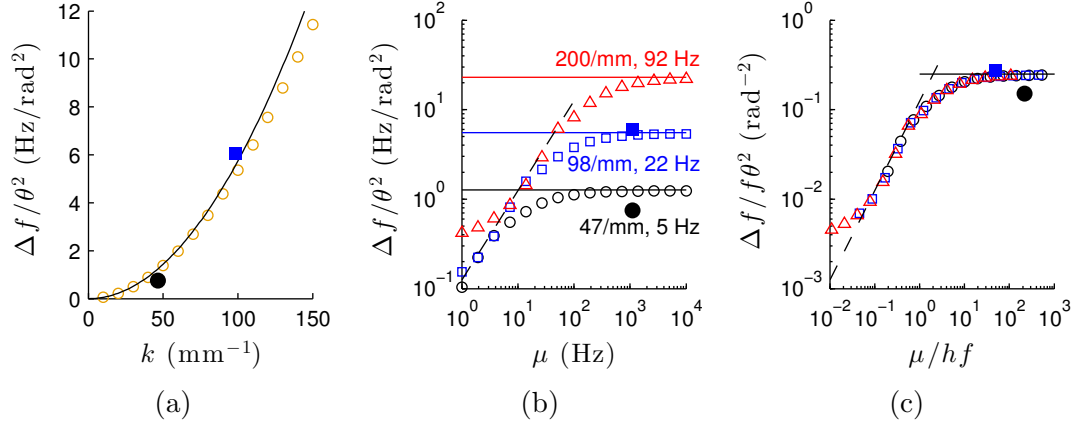 Δf/θ² (Hz/rad²)
12
10
8
6
4
2
0
0 50 100 150
k (mm⁻¹)
(a)
Δf/θ² (Hz/rad²)
10²
10¹
10⁰
10⁻¹
200/mm, 92 Hz
98/mm, 22 Hz
47/mm, 5 Hz
10⁰ 10¹ 10² 10³ 10⁴
μ (Hz)
(b)
Δf/fθ² (rad⁻²)
10⁰
10⁻¹
10⁻²
10⁻³
10⁻² 10⁻¹ 10⁰ 10¹ 10² 10³
μ/hf
(c)